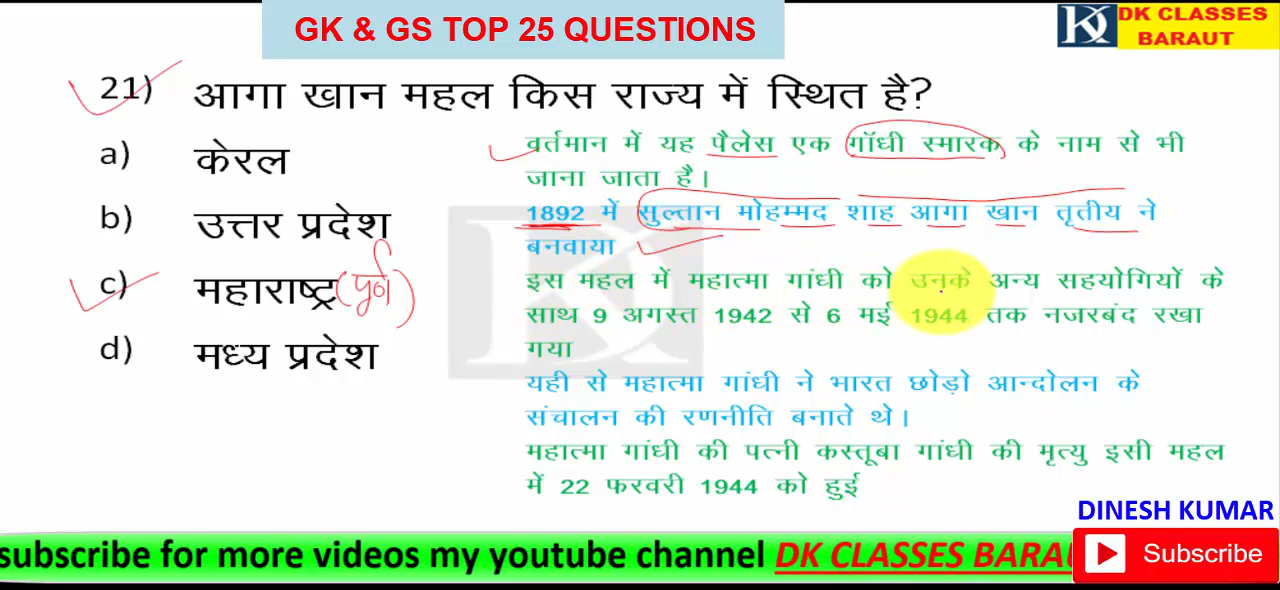 GK & GS TOP 25 QUESTIONS
DK CLASSES
BARAUT
21) आगा खान महल किस राज्य में स्थित है?
a) केरल
b) उत्तर प्रदेश
c) महाराष्ट्र (पूर्ण)
d) मध्य प्रदेश
वर्तमान में यह पैलेस एक गाँधी स्मारक के नाम से भी
जाना जाता है।
1892 में सुल्तान मोहम्मद शाह आगा खान तृतीय ने
बनवाया
इस महल में महात्मा गांधी को उनके अन्य सहयोगियों के
साथ 9 अगस्त 1942 से 6 मई 1944 तक नजरबंद रखा
गया
यही से महात्मा गांधी ने भारत छोड़ो आन्दोलन के
संचालन की रणनीति बनाते थे।
महात्मा गांधी की पत्नी कस्तूबा गांधी की मृत्यु इसी महल
में 22 फरवरी 1944 को हुई
DINESH KUMAR
subscribe for more videos my youtube channel DK CLASSES BARAU
Subscribe